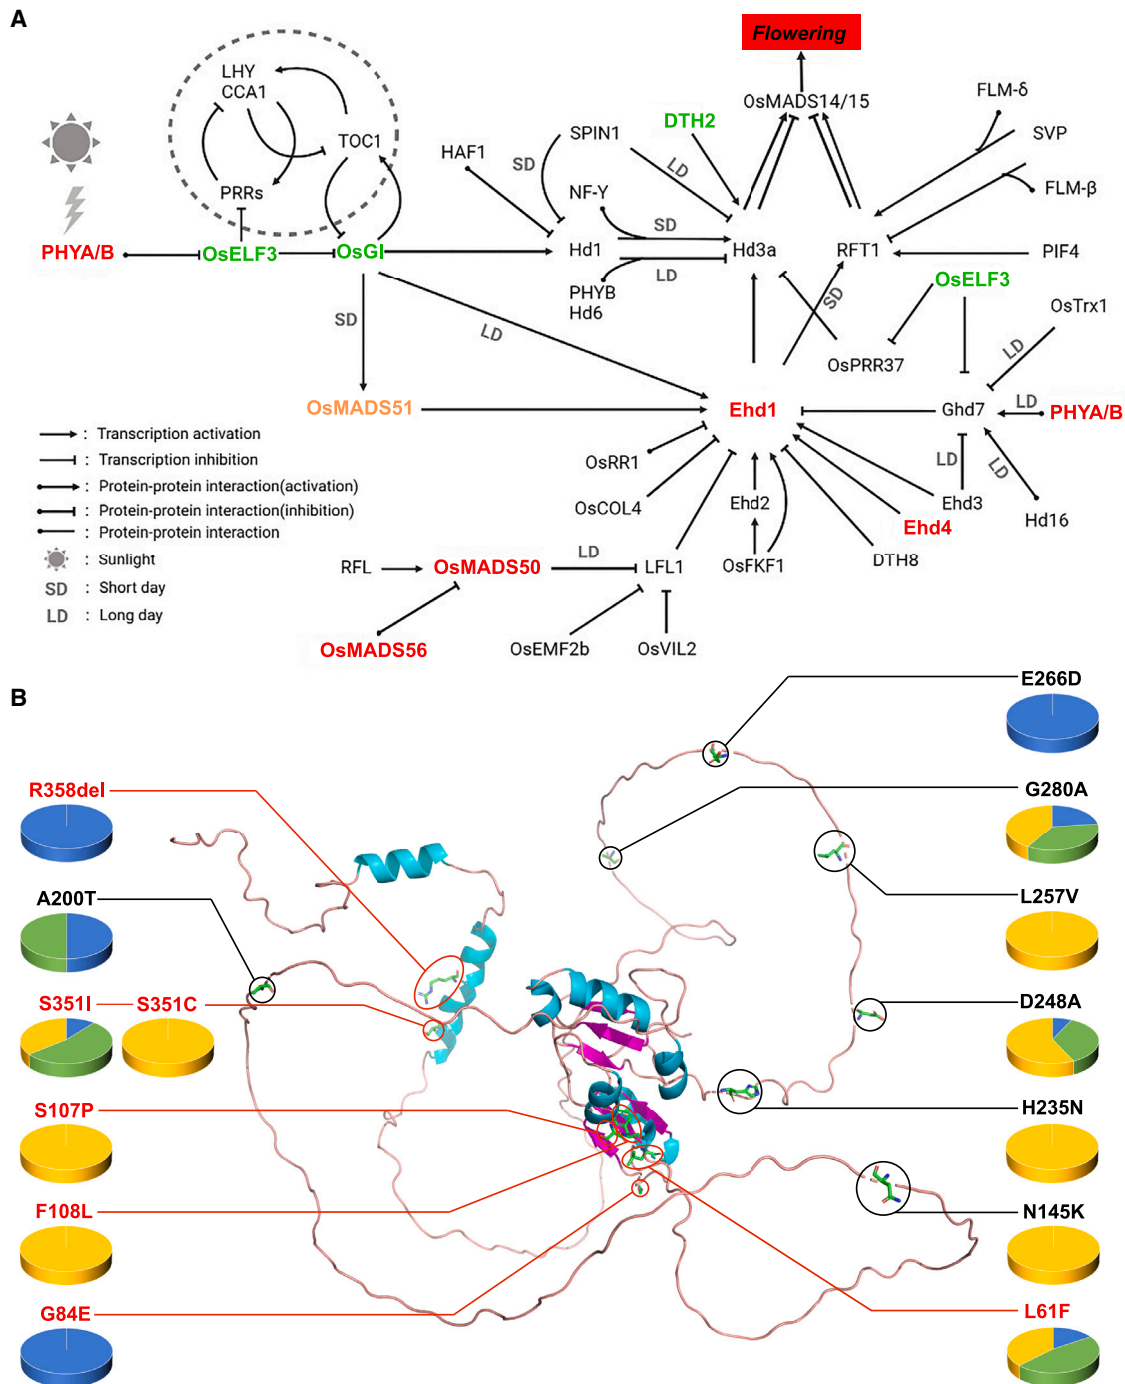 A
Flowering
LHY
CCA1
TOC1
PRRs
PHYA/B
OsELF3
OsGI
HAF1
SPIN1
SD
NF-Y
Hd1
PHYB
Hd6
LD
SD
LD
DTH2
OsMADS14/15
Hd3a
RFT1
FLM-δ
SVP
FLM-β
PIF4
OsELF3
OsTrx1
SD
OsPRR37
LD
SD
LD
OsMADS51
Ehd1
Ghd7
LD
PHYA/B
LD
LD
Ehd3
Hd16
Ehd4
DTH8
OsRR1
OsCOL4
Ehd2
OsFKF1
RFL
OsMADS50
LD
LFL1
OsMADS56
OsEMF2b
OsVIL2
: Transcription activation
: Transcription inhibition
: Protein-protein interaction(activation)
: Protein-protein interaction(inhibition)
: Protein-protein interaction
: Sunlight
SD : Short day
LD : Long day
B
R358del
A200T
S351I S351C
S107P
F108L
G84E
E266D
G280A
L257V
D248A
H235N
N145K
L61F